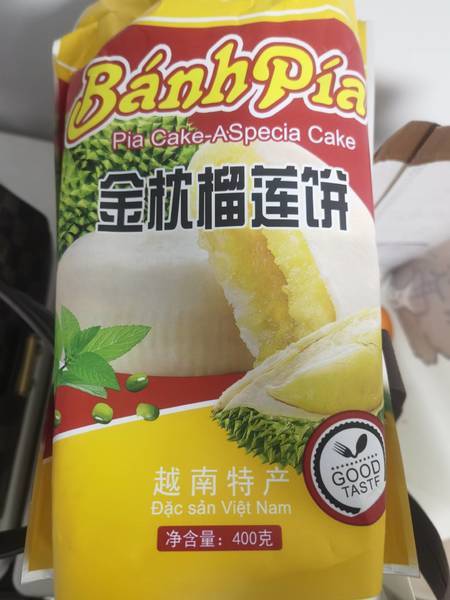 BánhPía
Pia Cake-ASpecia Cake
金枕榴莲饼
GOOD
TASTE
越南特产
Đặc sản Việt Nam
净含量：400克